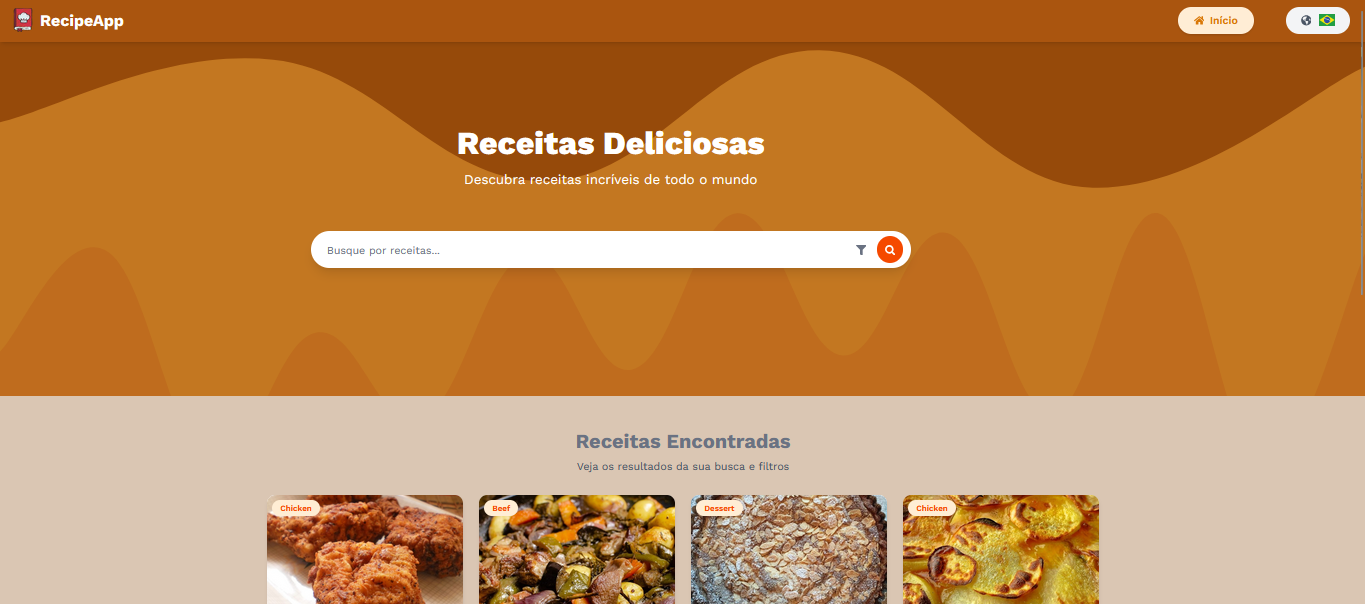 RecipeApp
Início
Receitas Deliciosas
Descubra receitas incríveis de todo o mundo
Busque por receitas...
Receitas Encontradas
Veja os resultados da sua busca e filtros
Chicken
Beef
Dessert
Chicken